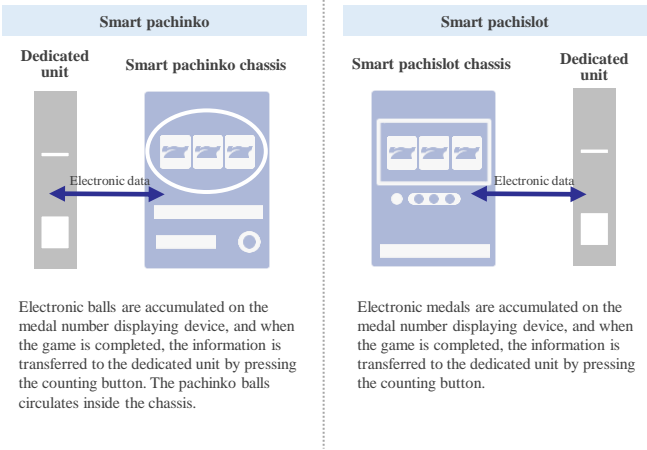 Smart pachinko
Dedicated
unit
Smart pachinko chassis
Electronic data
Electronic balls are accumulated on the
medal number displaying device, and when
the game is completed, the information is
transferred to the dedicated unit by pressing
the counting button. The pachinko balls
circulates inside the chassis.
Smart pachislot
Smart pachislot chassis
Dedicated
unit
Electronic data
Electronic medals are accumulated on the
medal number displaying device, and when
the game is completed, the information is
transferred to the dedicated unit by pressing
the counting button.